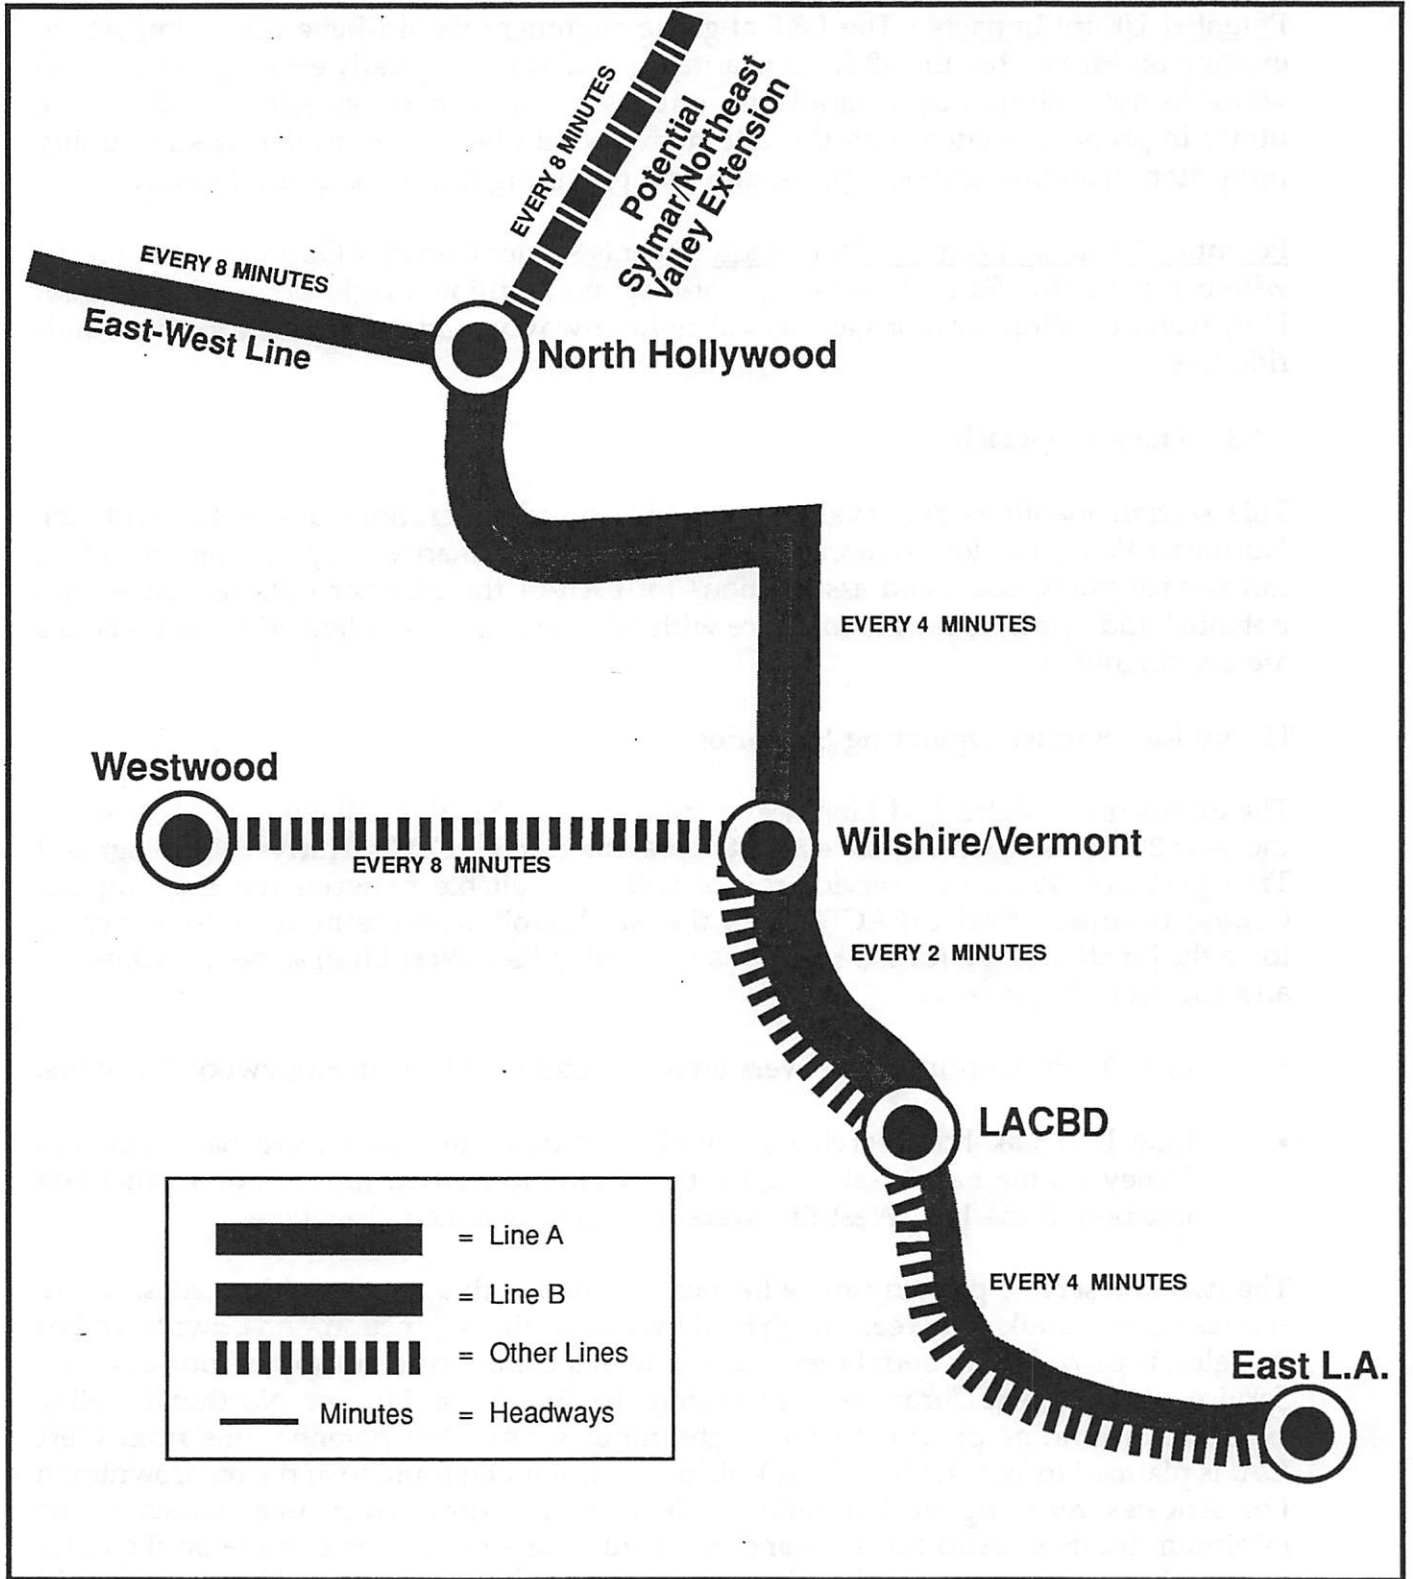 EVERY 8 MINUTES
Potential
Sylmar/Northeast
Valley Extension
EVERY 8 MINUTES
East-West Line
North Hollywood
EVERY 4 MINUTES
Westwood
EVERY 8 MINUTES
Wilshire/Vermont
EVERY 2 MINUTES
LACBD
EVERY 4 MINUTES
East L.A.
= Line A
= Line B
= Other Lines
____ Minutes = Headways